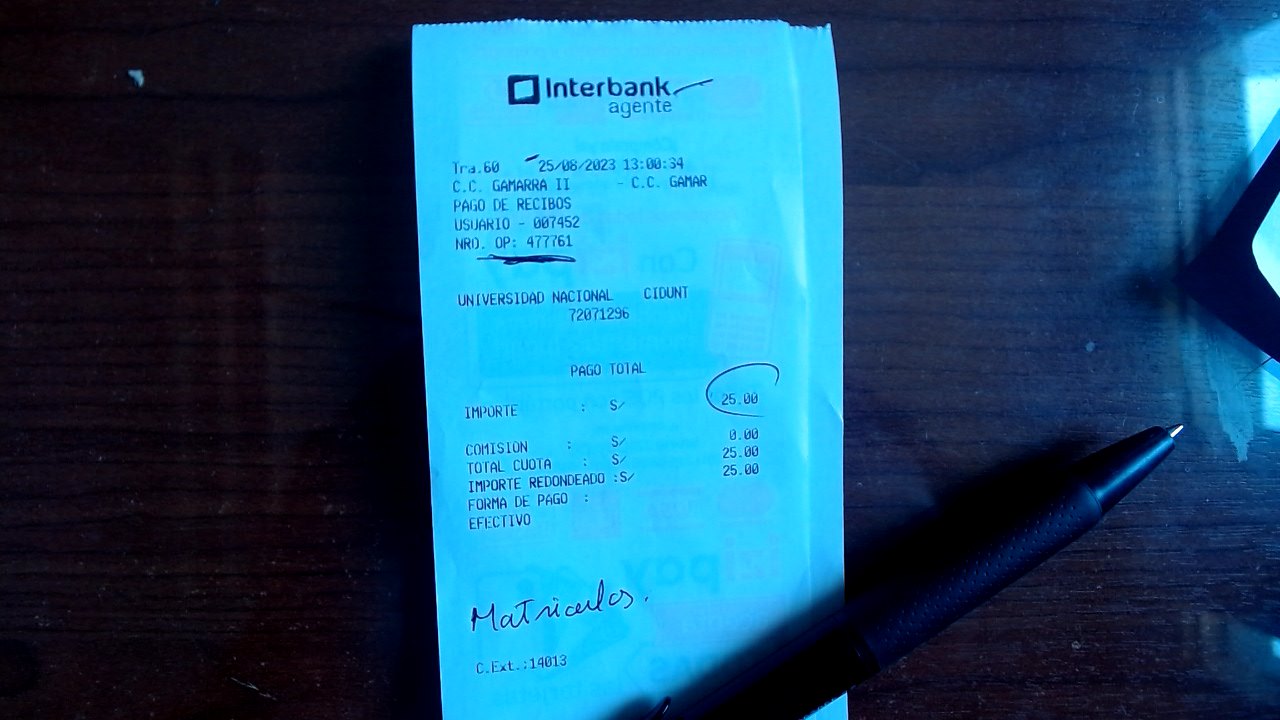 Interbank
agente
Tra.60 25/08/2023 13:00:34
C.C. GAMARRA II - C.C. GAMAR
PAGO DE RECIBOS
USUARIO - 007452
NRO. OP: 477761
UNIVERSIDAD NACIONAL CIDUNT
72071296
PAGO TOTAL
IMPORTE : S/ 25.00
COMISION : S/ 0.00
TOTAL CUOTA : S/ 25.00
IMPORTE REDONDEADO :S/ 25.00
FORMA DE PAGO :
EFECTIVO
C.Ext.:14013